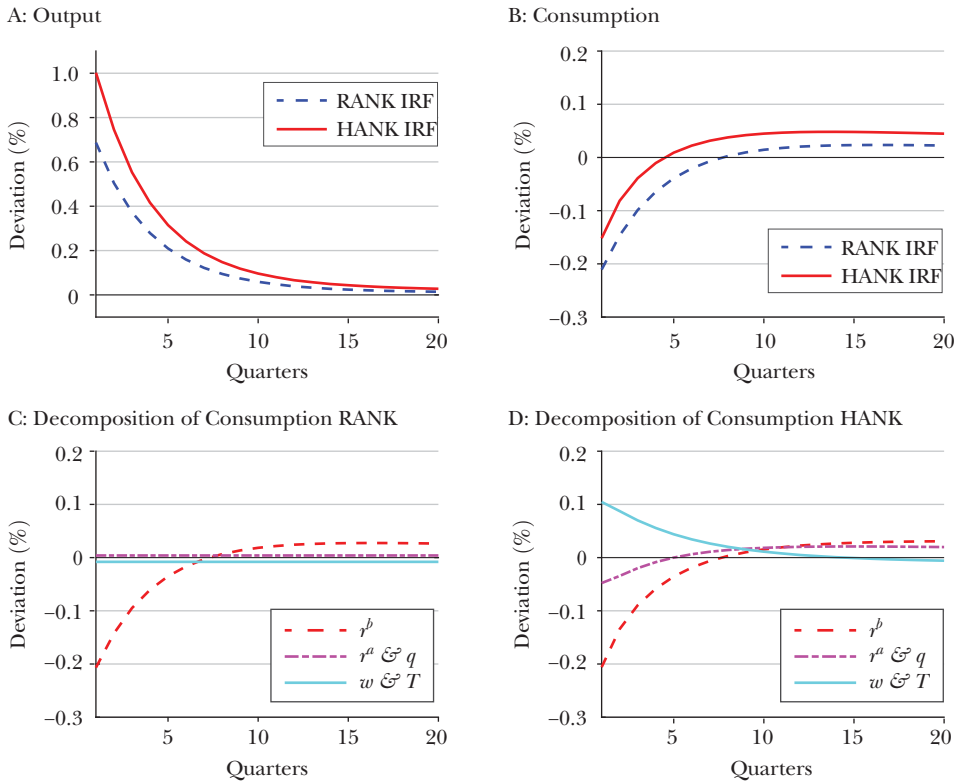 A: Output
Deviation (%)
1.0
0.8
0.6
0.4
0.2
0
RANK IRF
HANK IRF
5
10
15
20
Quarters
B: Consumption
Deviation (%)
0.2
0.1
0
−0.1
−0.2
−0.3
RANK IRF
HANK IRF
5
10
15
20
Quarters
C: Decomposition of Consumption RANK
Deviation (%)
0.2
0.1
0
−0.1
−0.2
−0.3
r^b
r^a & q
w & T
5
10
15
20
Quarters
D: Decomposition of Consumption HANK
Deviation (%)
0.2
0.1
0
−0.1
−0.2
−0.3
r^b
r^a & q
w & T
5
10
15
20
Quarters